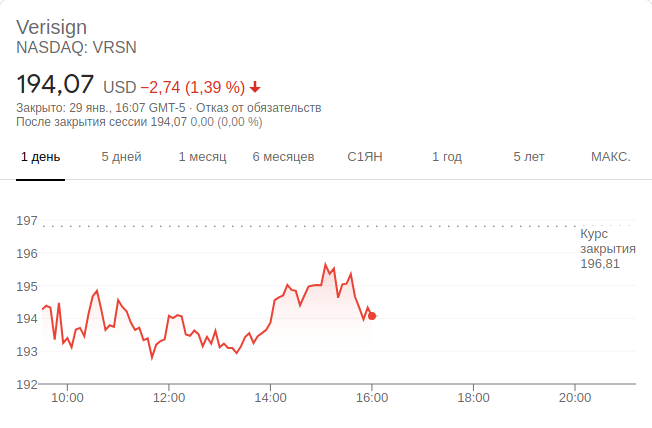 Verisign
NASDAQ: VRSN
194,07 USD −2,74 (1,39 %)
Закрыто: 29 янв., 16:07 GMT-5 · Отказ от обязательств
После закрытия сессии 194,07 0,00 (0,00 %)
1 день 5 дней 1 месяц 6 месяцев С1ЯН 1 год 5 лет МАКС.
197
Курс
закрытия
196,81
196
195
194
193
192
10:00 12:00 14:00 16:00 18:00 20:00